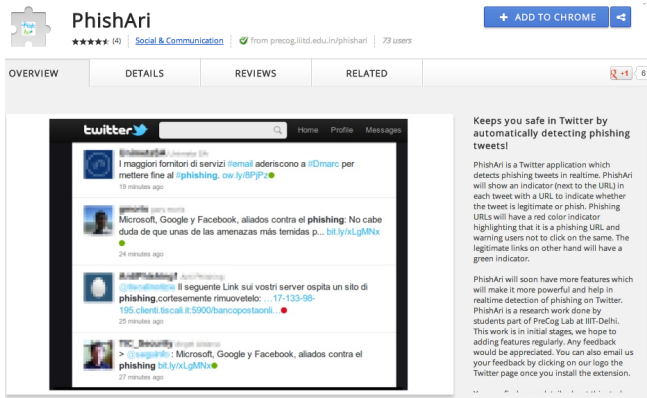 PhishAri
(4) Social & Communication from precog.iiitd.edu.in/phishari 73 users
+ ADD TO CHROME
OVERVIEW DETAILS REVIEWS RELATED
+1 6
twitter Home Profile Messages
I maggiori fornitori di servizi #email aderiscono a #Dmarc per
mettere fine al #phishing. ow.ly/8PjPz
19 minutes ago
Microsoft, Google y Facebook, aliados contra el phishing: No cabe
duda de que unas de las amenazas más temidas p... bit.ly/xLgMNx
24 minutes ago
Il seguente Link sui vostri server ospita un sito di
phishing,cortesemente rimuovetelo: ...17-133-98-
195.clienti.tiscali.it:5900/bancopostaonli...
25 minutes ago
TIC_Security
> : Microsoft, Google y Facebook, aliados contra el
phishing bit.ly/xLgMNx
27 minutes ago
Keeps you safe in Twitter by
automatically detecting phishing
tweets!
PhishAri is a Twitter application which
detects phishing tweets in realtime. PhishAri
will show an indicator (next to the URL) in
each tweet with a URL to indicate whether
the tweet is legitimate or phish. Phishing
URLs will have a red color indicator
highlighting that it is a phishing URL and
warning users not to click on the same. The
legitimate links on other hand will have a
green indicator.
PhishAri will soon have more features which
will make it more powerful and help in
realtime detection of phishing on Twitter.
PhishAri is a research work done by
students part of PreCog Lab at IIIT-Delhi.
This work is in initial stages, we hope to
adding features regularly. Any feedback
would be appreciated. You can also email us
your feedback by clicking on our logo the
Twitter page once you install the extension.